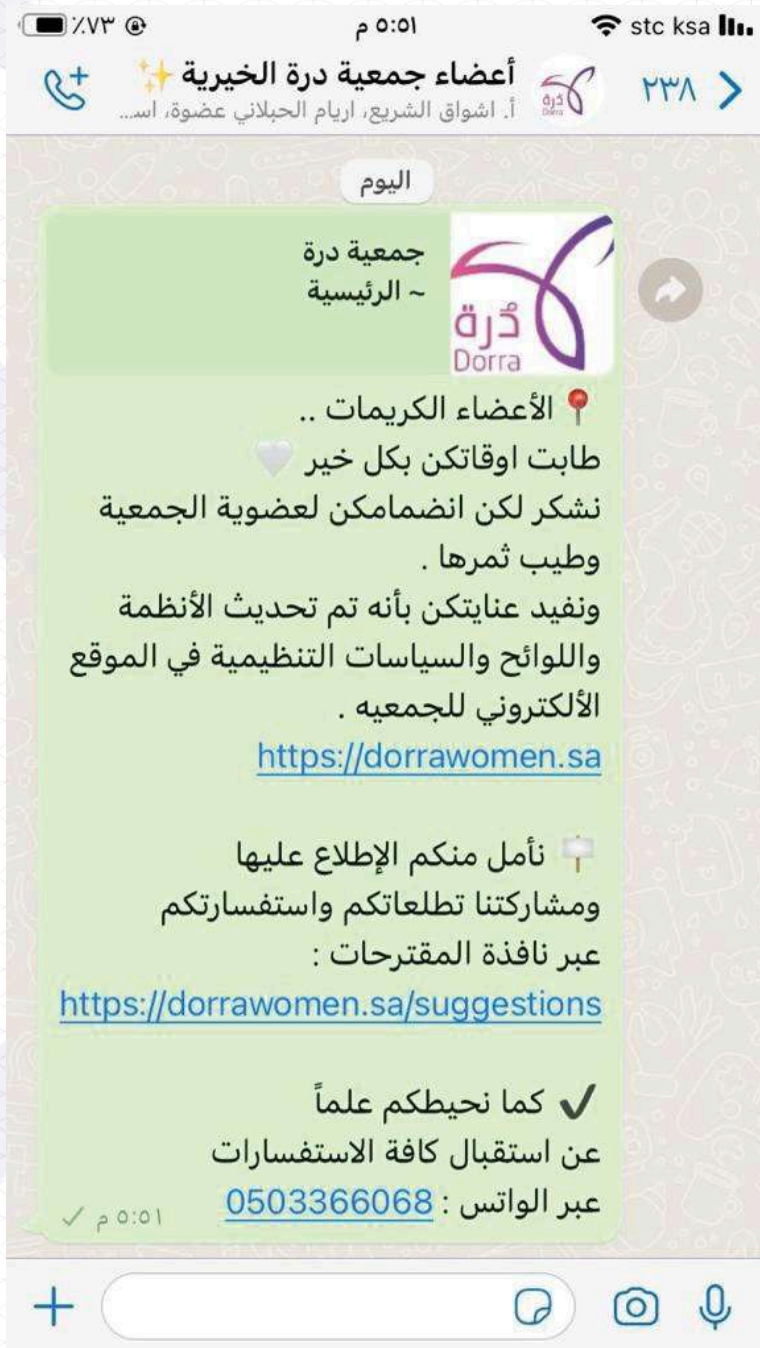 ٪٧٣
٥:٥١ م
stc ksa
أعضاء جمعية درة الخيرية ✨
أ. اشواق الشريع، اريام الحبلاني عضوة، اسـ...
٢٣٨
درة
Dorra
اليوم
جمعية درة
~ الرئيسية
دُرة
Dorra
📍 الأعضاء الكريمات ..
طابت اوقاتكن بكل خير 🤍
نشكر لكن انضمامكن لعضوية الجمعية
وطيب ثمرها .
ونفيد عنايتكن بأنه تم تحديث الأنظمة
واللوائح والسياسات التنظيمية في الموقع
الألكتروني للجمعيه .
https://dorrawomen.sa
🪧 نأمل منكم الإطلاع عليها
ومشاركتنا تطلعاتكم واستفسارتكم
عبر نافذة المقترحات :
https://dorrawomen.sa/suggestions
✔️ كما نحيطكم علماً
عن استقبال كافة الاستفسارات
عبر الواتس : 0503366068
٥:٥١ م